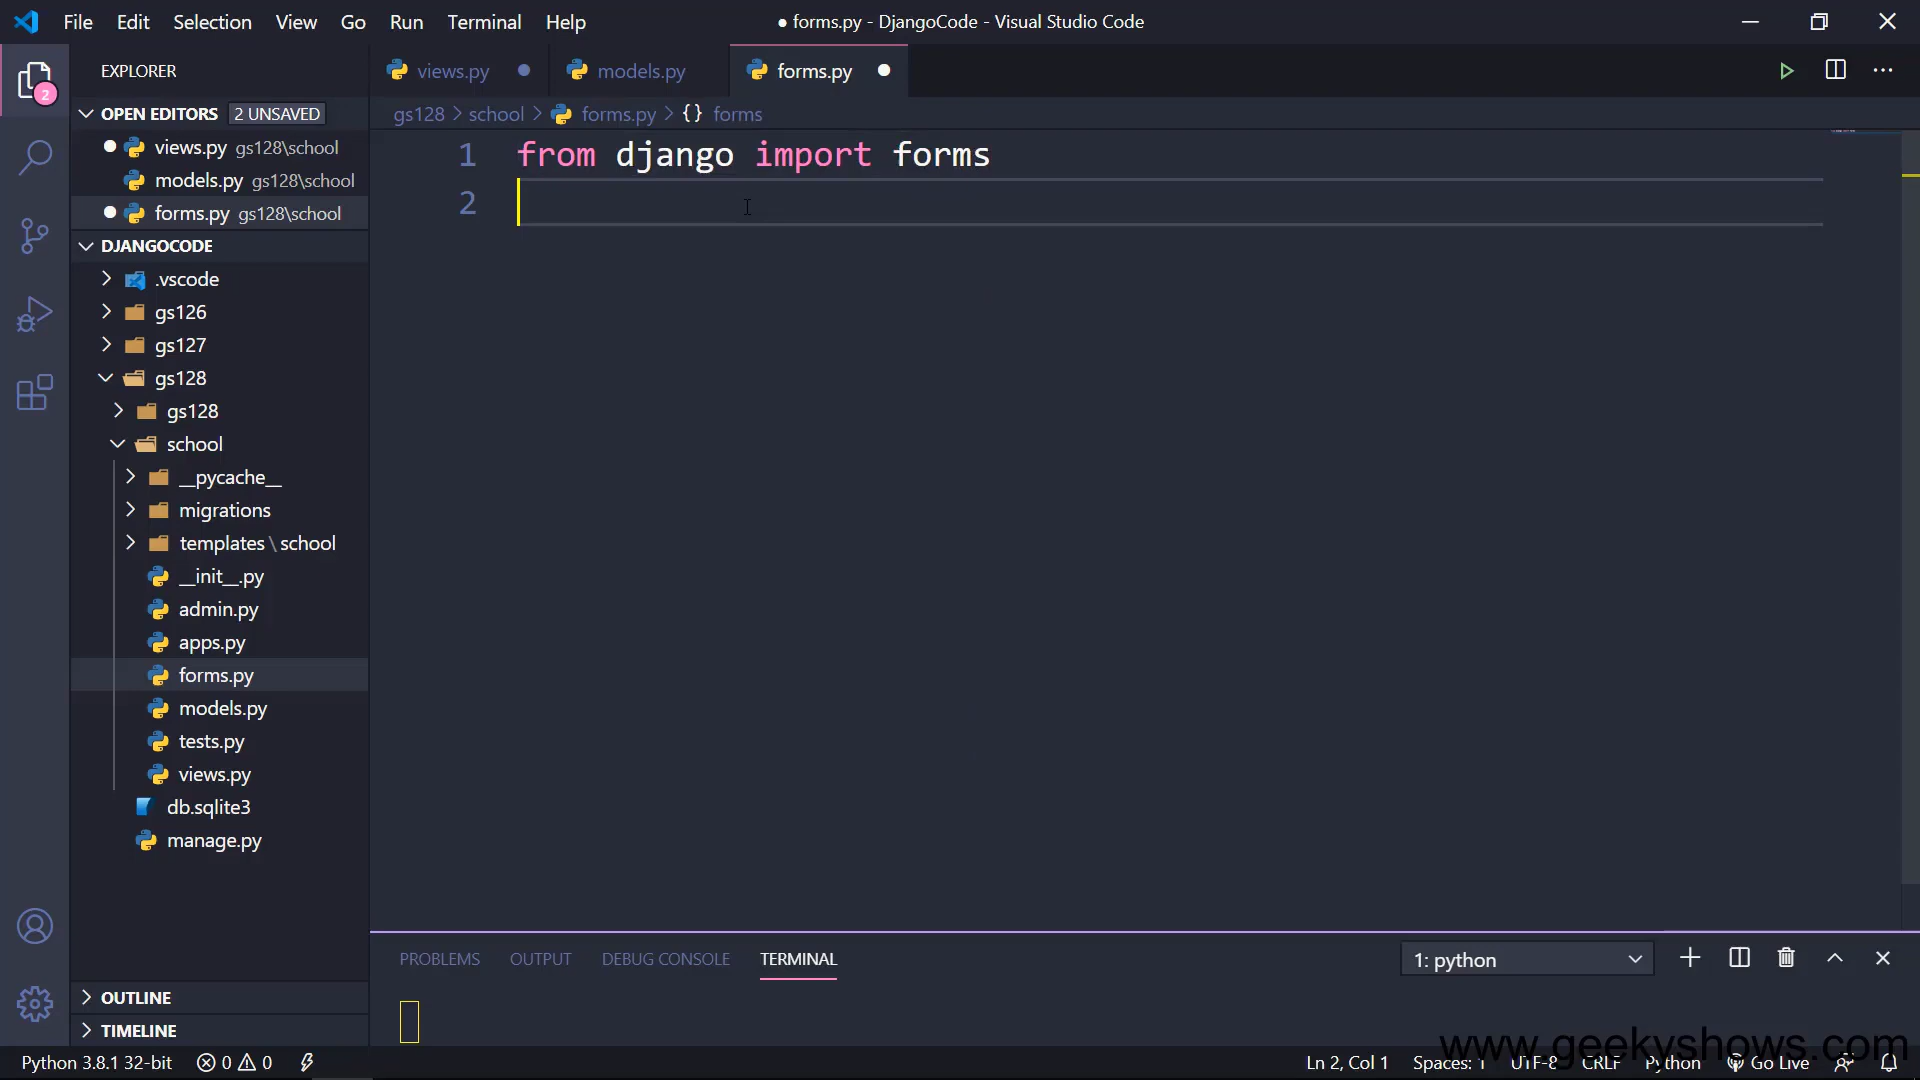 File Edit Selection View Go Run Terminal Help
● forms.py - DjangoCode - Visual Studio Code
EXPLORER
views.py
models.py
forms.py
2
OPEN EDITORS 2 UNSAVED
views.py gs128\school
models.py gs128\school
forms.py gs128\school
gs128 > school > forms.py > {} forms
1 from django import forms
2
DJANGOCODE
.vscode
gs126
gs127
gs128
gs128
school
__pycache__
migrations
templates\school
__init__.py
admin.py
apps.py
forms.py
models.py
tests.py
views.py
db.sqlite3
manage.py
OUTLINE
TIMELINE
PROBLEMS OUTPUT DEBUG CONSOLE TERMINAL
1: python
www.geekyshows.com
Python 3.8.1 32-bit 0 0
Ln 2, Col 1 Spaces: UTF-8 CRLF Python Go Live